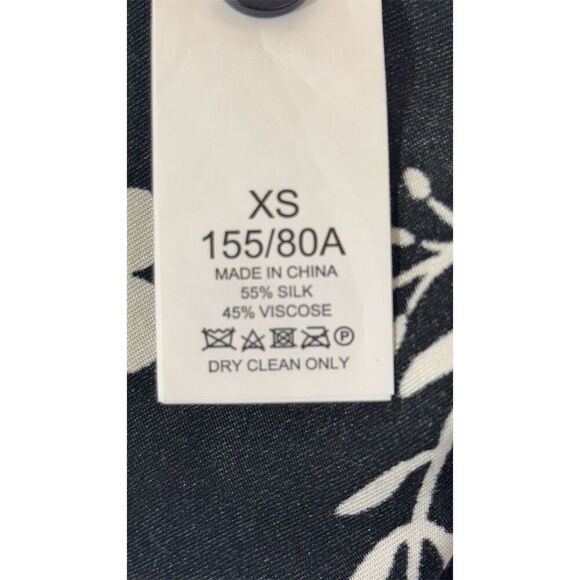 XS
155/80A
MADE IN CHINA
55% SILK
45% VISCOSE
P
DRY CLEAN ONLY